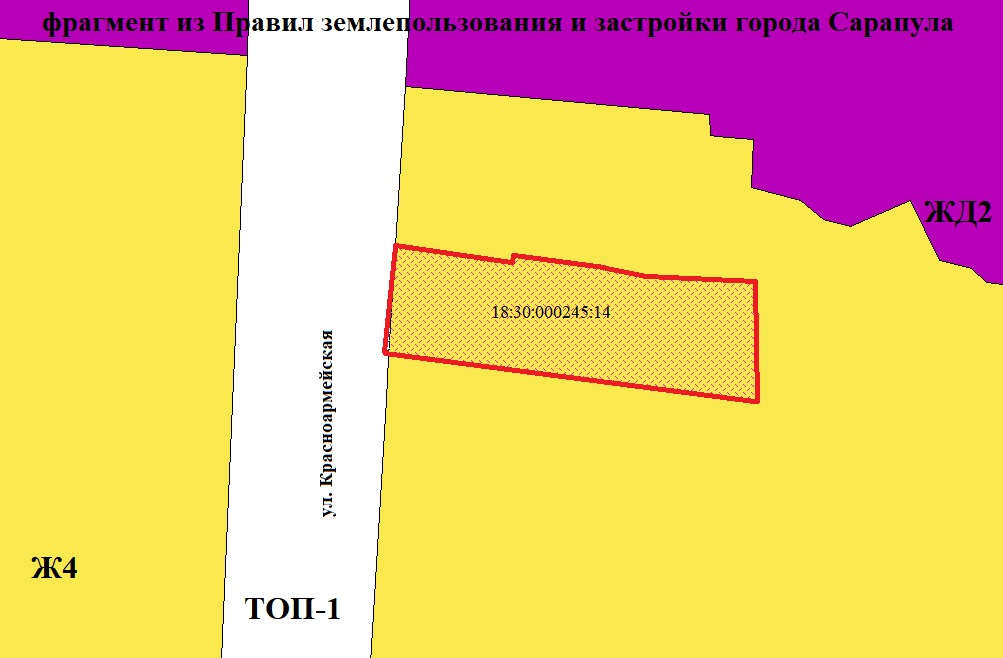 фрагмент из Правил землепользования и застройки города Сарапула
ЖД2
18:30:000245:14
ул. Красноармейская
Ж4
ТОП-1